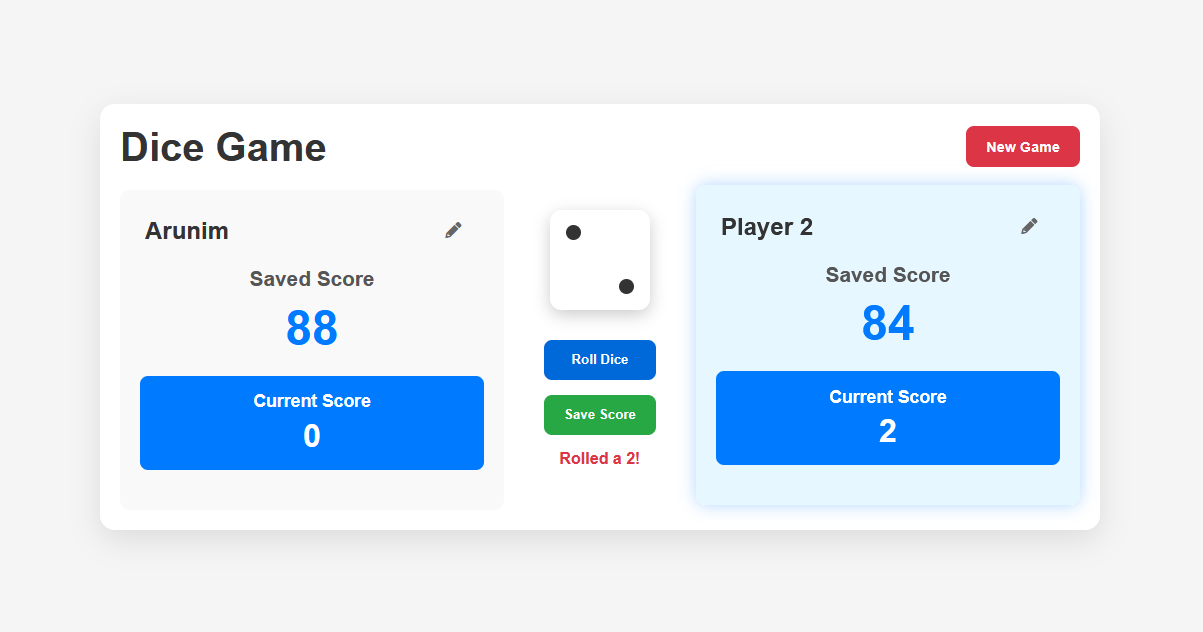 Dice Game
New Game
Arunim
Saved Score
88
Current Score
0
Roll Dice
Save Score
Rolled a 2!
Player 2
Saved Score
84
Current Score
2